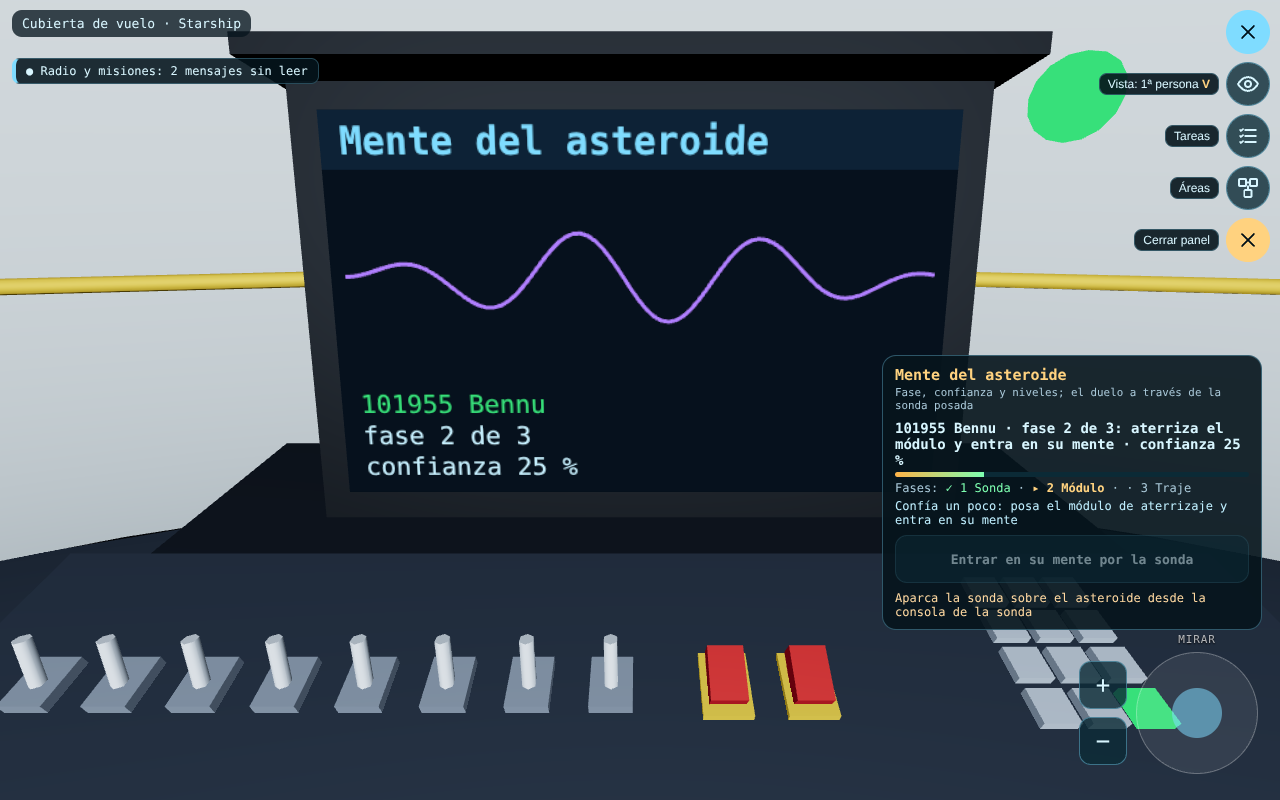 Cubierta de vuelo · Starship
● Radio y misiones: 2 mensajes sin leer
Vista: 1ª persona V
Tareas
Áreas
Cerrar panel
Mente del asteroide
101955 Bennu
fase 2 de 3
confianza 25 %
Mente del asteroide
Fase, confianza y niveles; el duelo a través de la
sonda posada
101955 Bennu · fase 2 de 3: aterriza el
módulo y entra en su mente · confianza 25
%
Fases: ✓ 1 Sonda · ▸ 2 Módulo · · 3 Traje
Confía un poco: posa el módulo de aterrizaje y
entra en su mente
Entrar en su mente por la sonda
Aparca la sonda sobre el asteroide desde la
consola de la sonda
MIRAR
+
−